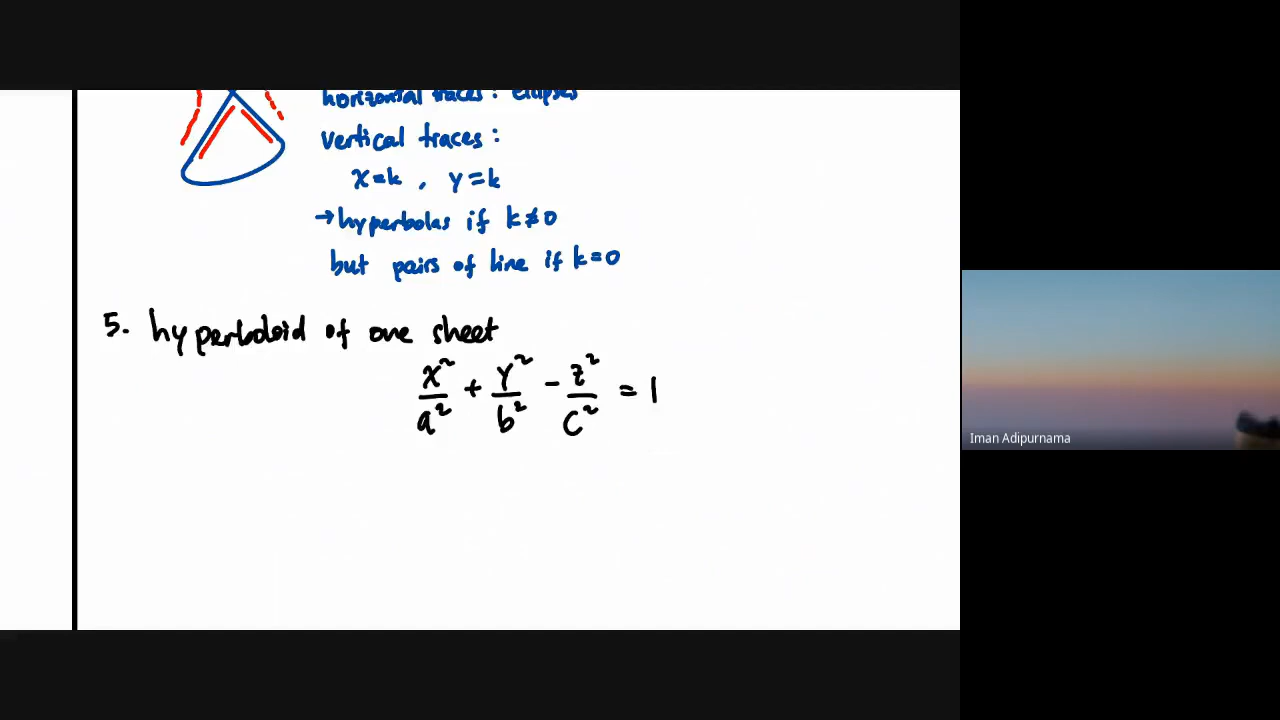 horizontal traces : ellipses
vertical traces :
x = k , y = k
→ hyperbolas if k ≠ 0
but pairs of line if k = 0
5. hyperboloid of one sheet
x²/a² + y²/b² - z²/c² = 1
Iman Adipurnama